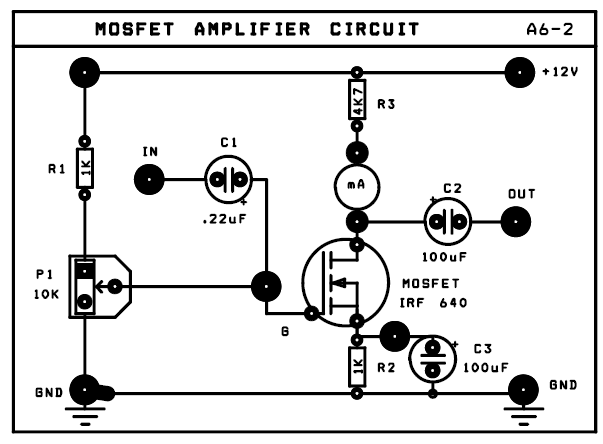 MOSFET AMPLIFIER CIRCUIT
A6-2
+12V
4K7
R3
IN
C1
R1
1K
mA
C2
OUT
+
+
.22uF
100uF
P1
10K
MOSFET
IRF 640
G
+
C3
1K
R2
100uF
GND
GND